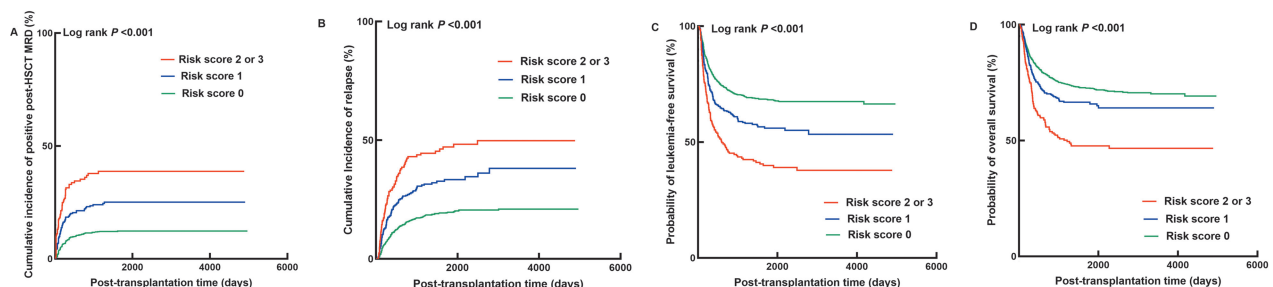 A
Log rank P <0.001
Cumulative incidence of positive post-HSCT MRD (%)
100
50
0
Risk score 2 or 3
Risk score 1
Risk score 0
2000
4000
6000
Post-transplantation time (days)
B
Log rank P <0.001
Cumulative Incidence of relapse (%)
100
50
0
Risk score 2 or 3
Risk score 1
Risk score 0
2000
4000
6000
Post-transplantation time (days)
C
Log rank P <0.001
Probability of leukemia-free survival (%)
100
50
0
Risk score 2 or 3
Risk score 1
Risk score 0
2000
4000
6000
Post-transplantation time (days)
D
Log rank P <0.001
Probability of overall survival (%)
100
50
0
Risk score 2 or 3
Risk score 1
Risk score 0
2000
4000
6000
Post-transplantation time (days)